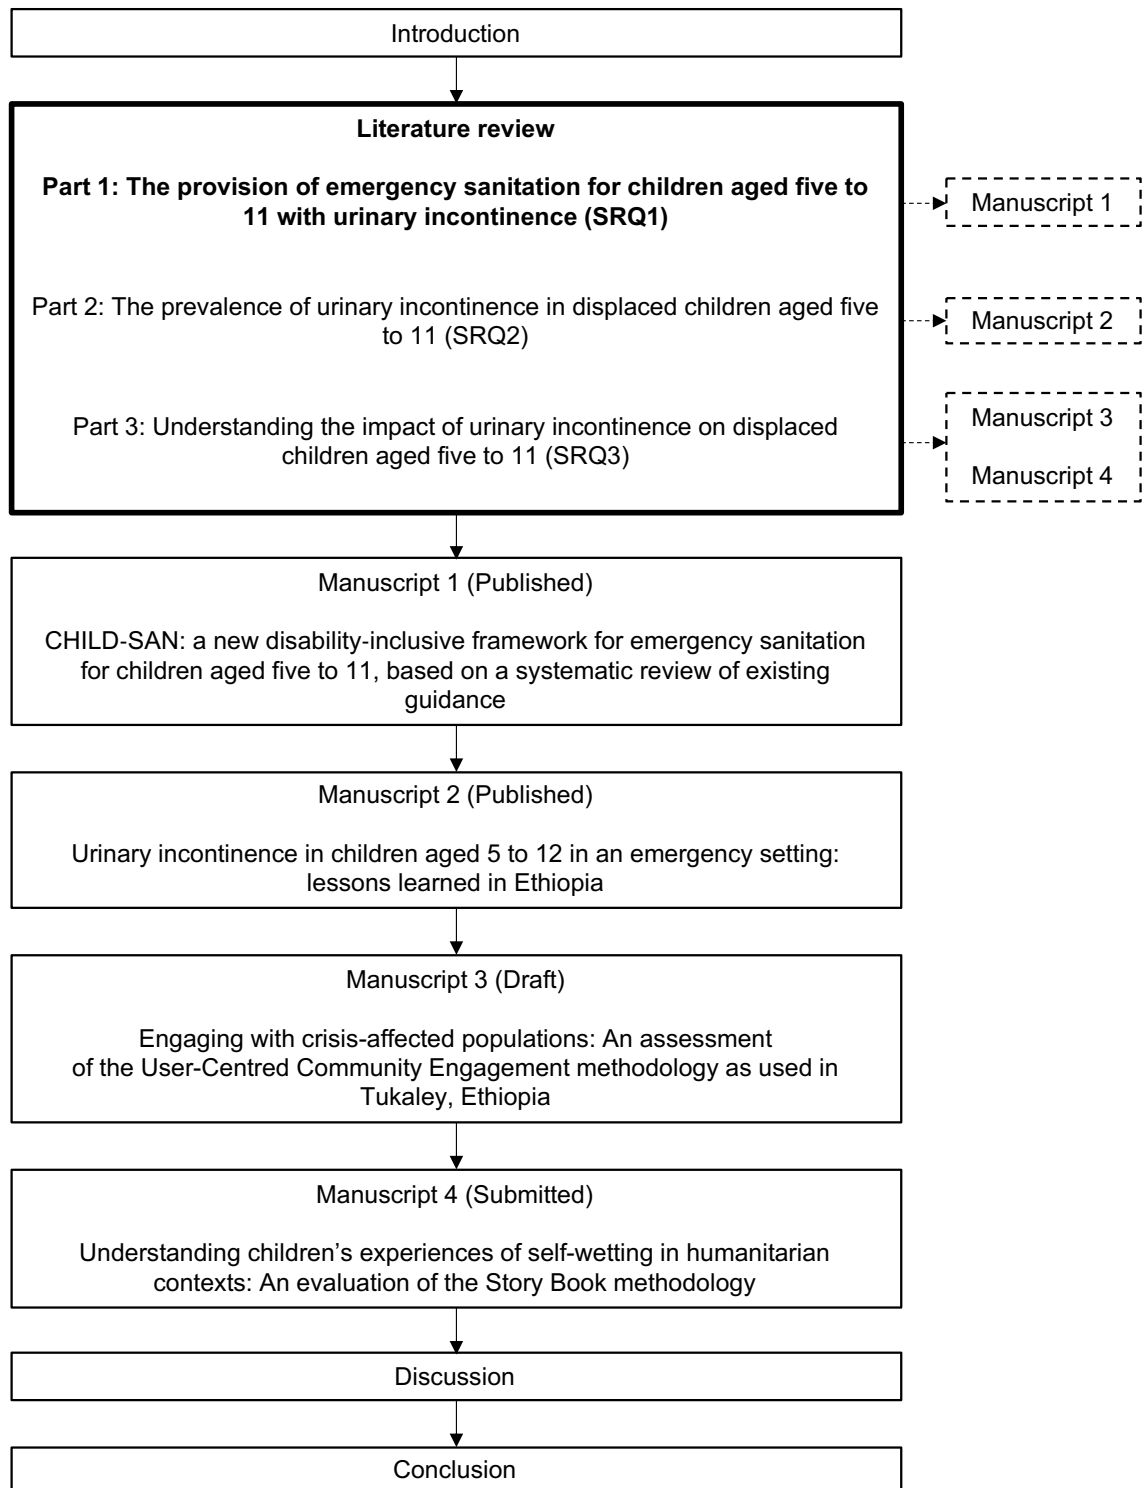 Introduction
Literature review
Part 1: The provision of emergency sanitation for children aged five to
11 with urinary incontinence (SRQ1)
Manuscript 1
Part 2: The prevalence of urinary incontinence in displaced children aged five
to 11 (SRQ2)
Manuscript 2
Part 3: Understanding the impact of urinary incontinence on displaced
children aged five to 11 (SRQ3)
Manuscript 3
Manuscript 4
Manuscript 1 (Published)
CHILD-SAN: a new disability-inclusive framework for emergency sanitation
for children aged five to 11, based on a systematic review of existing
guidance
Manuscript 2 (Published)
Urinary incontinence in children aged 5 to 12 in an emergency setting:
lessons learned in Ethiopia
Manuscript 3 (Draft)
Engaging with crisis-affected populations: An assessment
of the User-Centred Community Engagement methodology as used in
Tukaley, Ethiopia
Manuscript 4 (Submitted)
Understanding children’s experiences of self-wetting in humanitarian
contexts: An evaluation of the Story Book methodology
Discussion
Conclusion